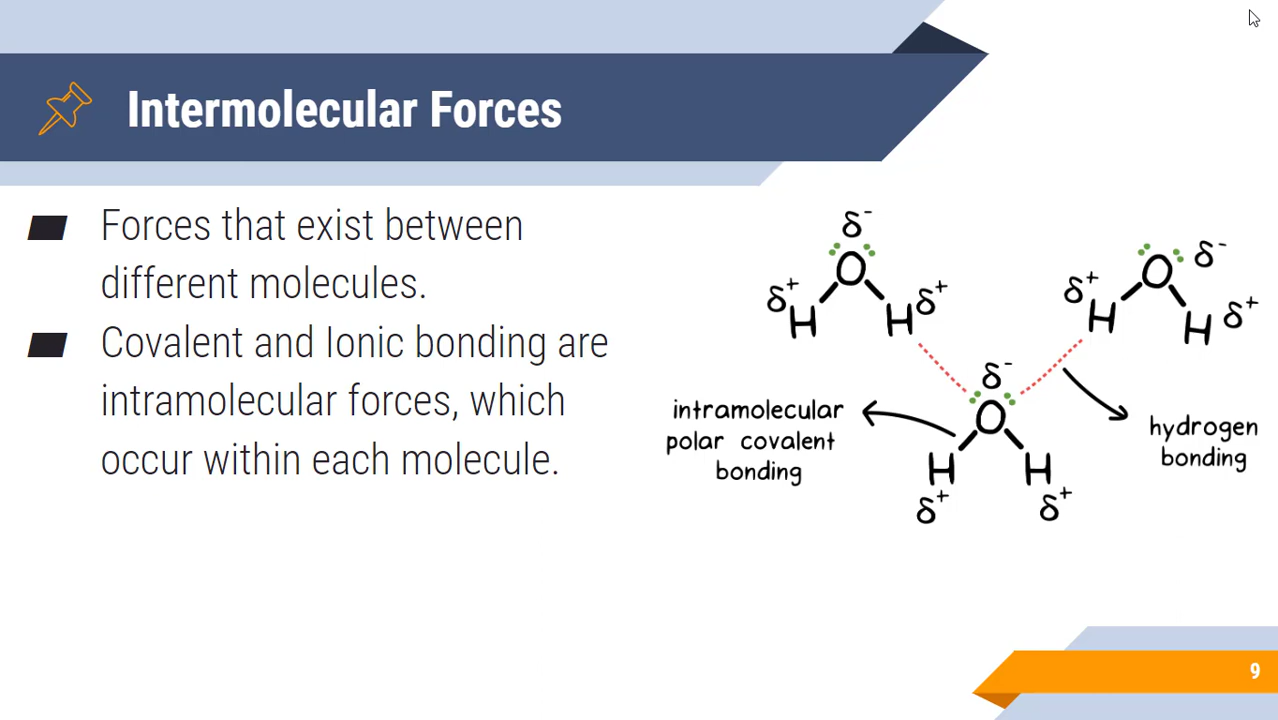 Intermolecular Forces
Forces that exist between
different molecules.
Covalent and Ionic bonding are
intramolecular forces, which
occur within each molecule.
δ⁻
O
δ⁺
H
H
δ⁺
δ⁺
H
O
δ⁻
H
δ⁺
δ⁻
O
H
H
δ⁺
δ⁺
intramolecular
polar covalent
bonding
hydrogen
bonding
9